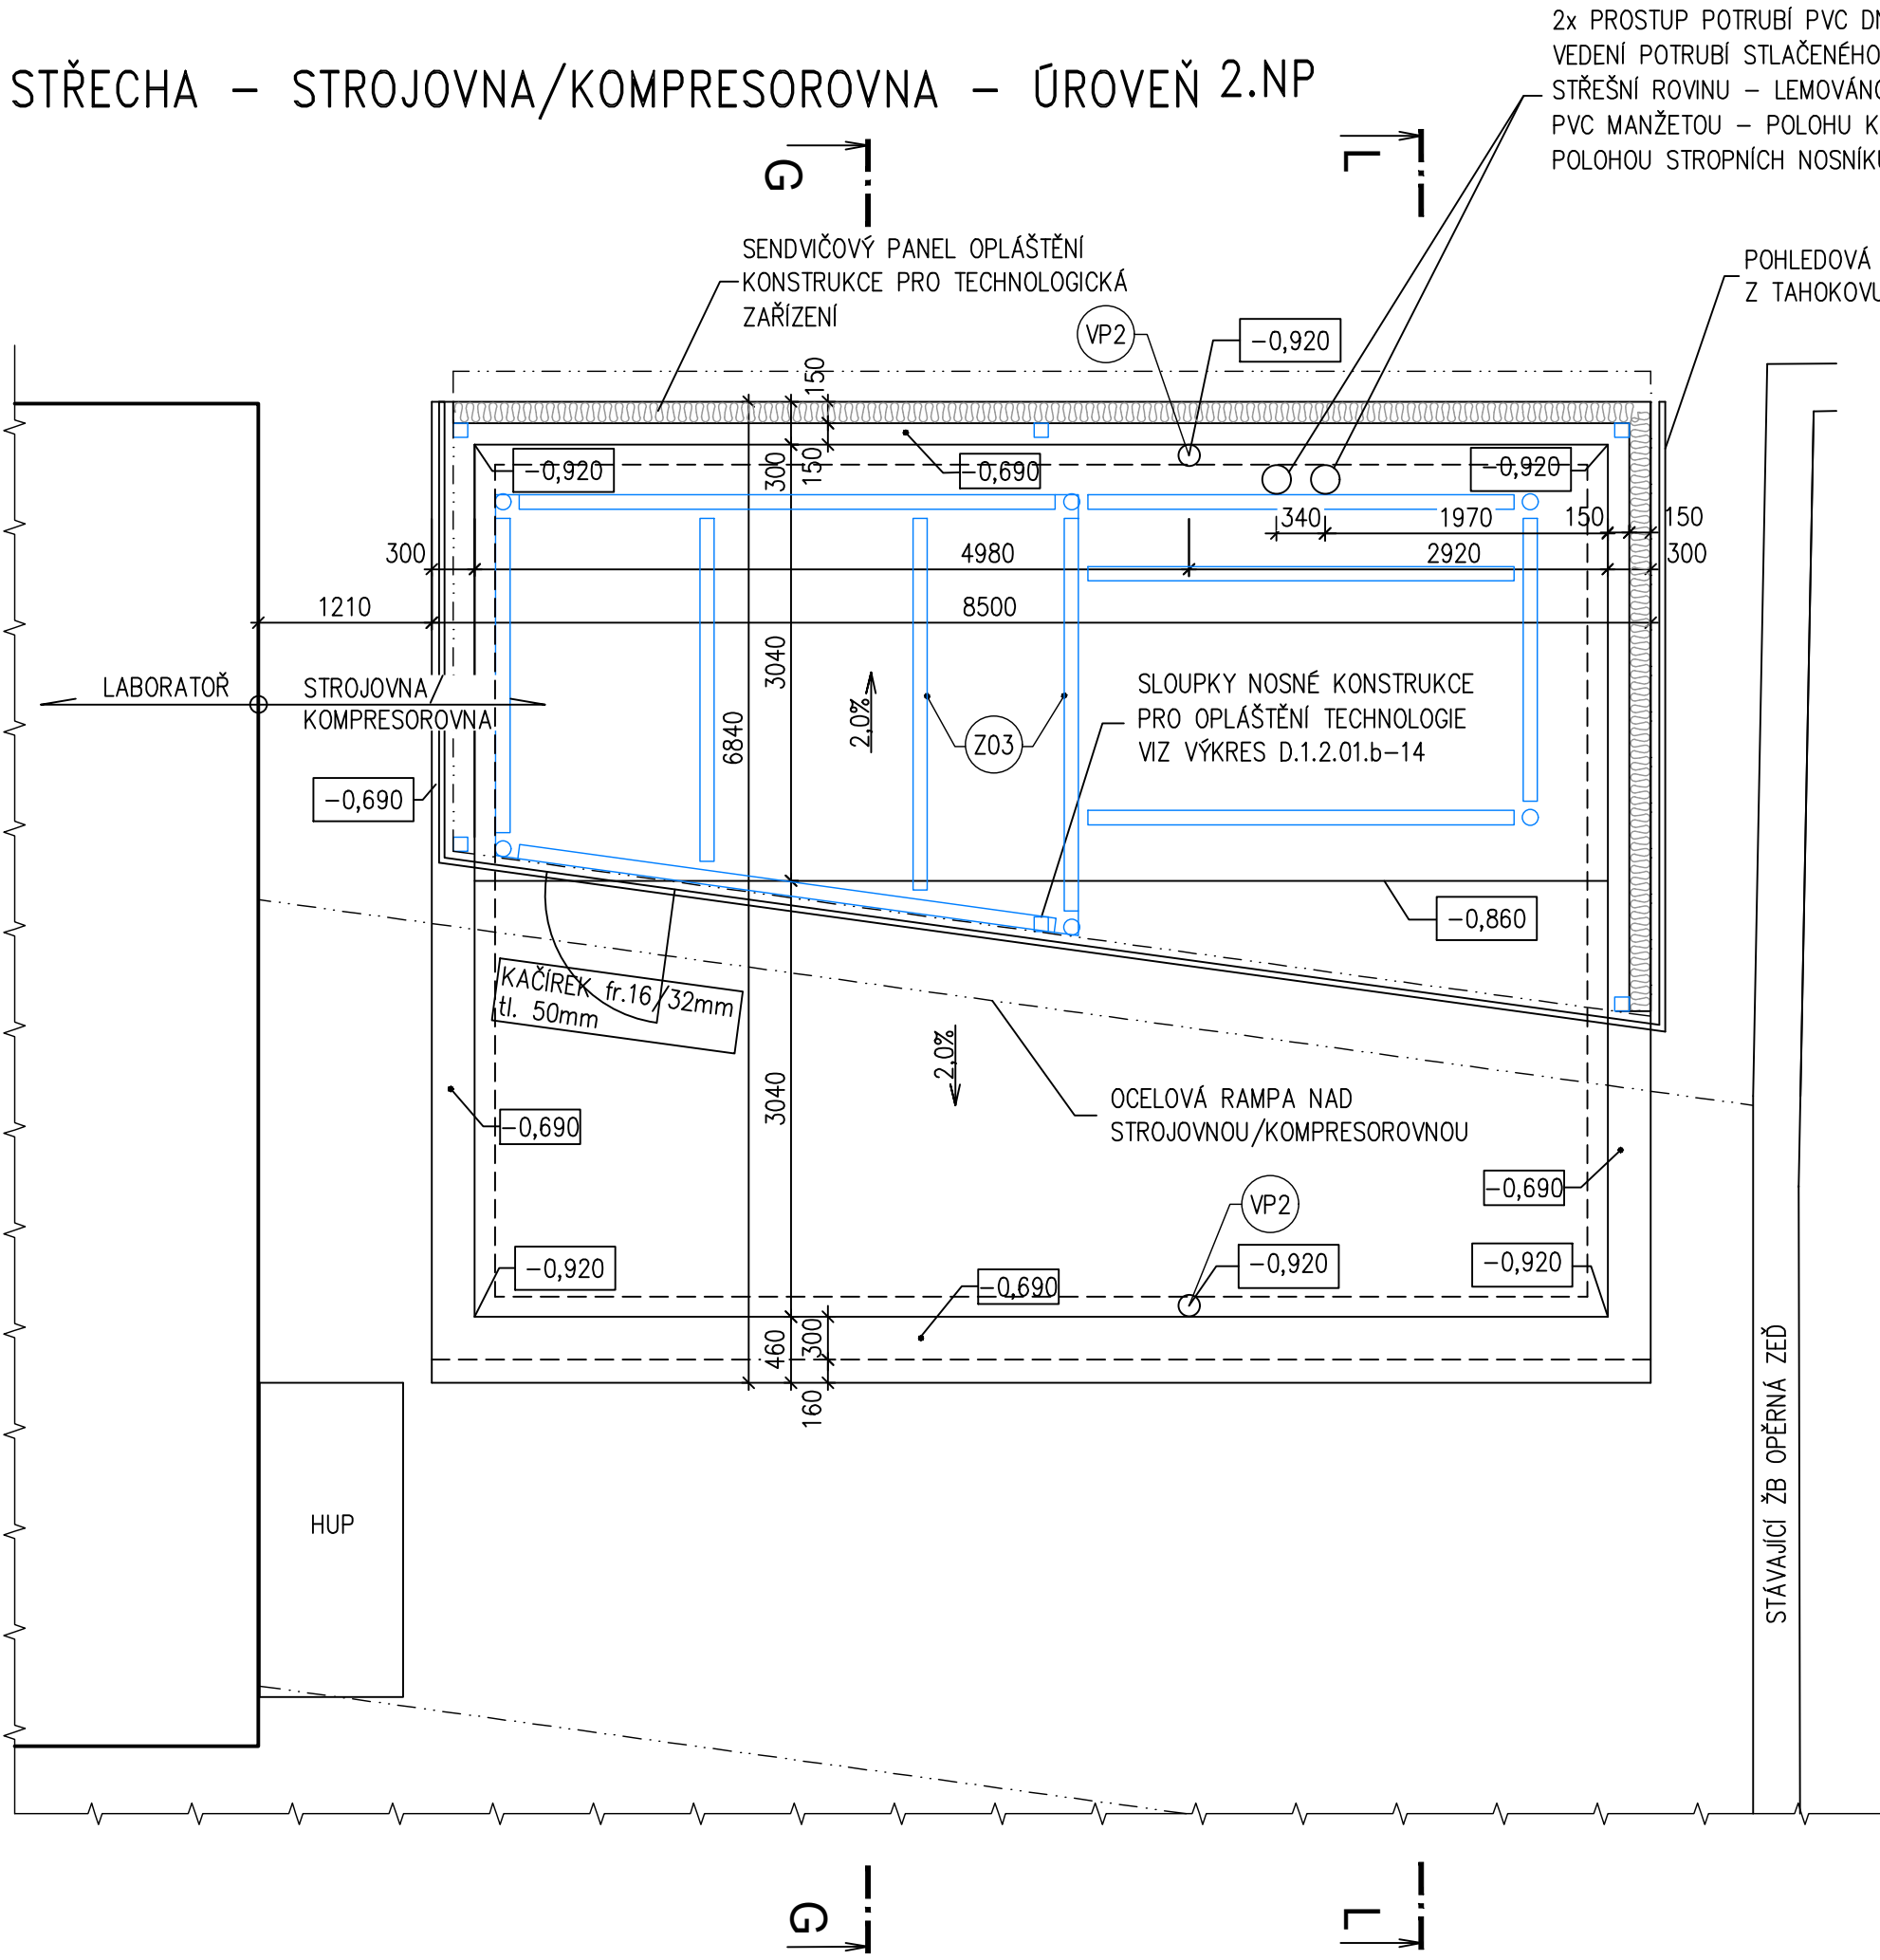 2x PROSTUP POTRUBÍ PVC
VEDENÍ POTRUBÍ STLAČENÉHO
STŘEŠNÍ ROVINU – LEMOVÁNO
PVC MANŽETOU – POLOHU K
POLOHOU STROPNÍCH
STŘECHA – STROJOVNA/KOMPRESOROVNA – ÚROVEŇ 2.NP
G
L
SENDVIČOVÝ PANEL OPLÁŠTĚNÍ
KONSTRUKCE PRO TECHNOLOGICKÁ
ZAŘÍZENÍ
POHLEDOVÁ
Z
VP2
-0,920
150
150
300
-0,920
-0,690
-0,920
340
1970
150
150
300
4980
2920
300
1210
8500
3040
6840
2,0%
LABORATOŘ
STROJOVNA/
KOMPRESOROVNA
SLOUPKY NOSNÉ KONSTRUKCE
PRO OPLÁŠTĚNÍ TECHNOLOGIE
VIZ VÝKRES D.1.2.01.b-14
Z03
-0,690
-0,860
KAČÍREK fr.16/32mm
tl. 50mm
2,0%
3040
OCELOVÁ RAMPA NAD
STROJOVNOU/KOMPRESOROVNOU
-0,690
-0,690
VP2
-0,920
-0,690
-0,920
-0,920
460
300
160
STÁVAJÍCÍ ŽB OPĚRNÁ ZEĎ
HUP
G
L